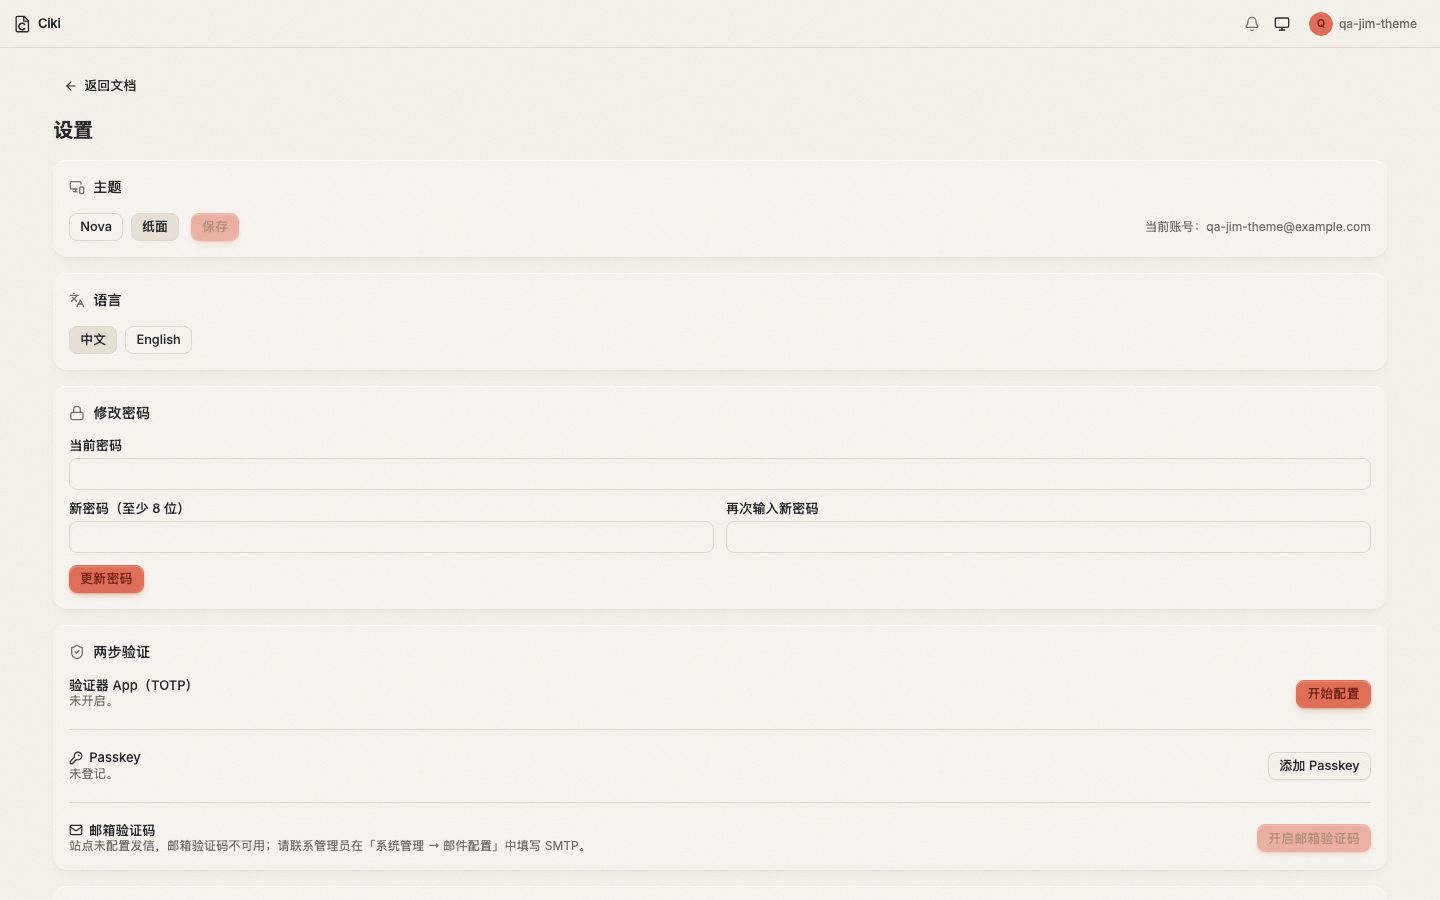 Ciki
Q qa-jim-theme
返回文档
设置
主题
Nova 纸面 保存 当前账号：qa-jim-theme@example.com
语言
中文 English
修改密码
当前密码
新密码（至少 8 位） 再次输入新密码
更新密码
两步验证
验证器 App（TOTP）
未开启。
开始配置
Passkey
未登记。
添加 Passkey
邮箱验证码
站点未配置发信，邮箱验证码不可用；请联系管理员在「系统管理 → 邮件配置」中填写 SMTP。
开启邮箱验证码